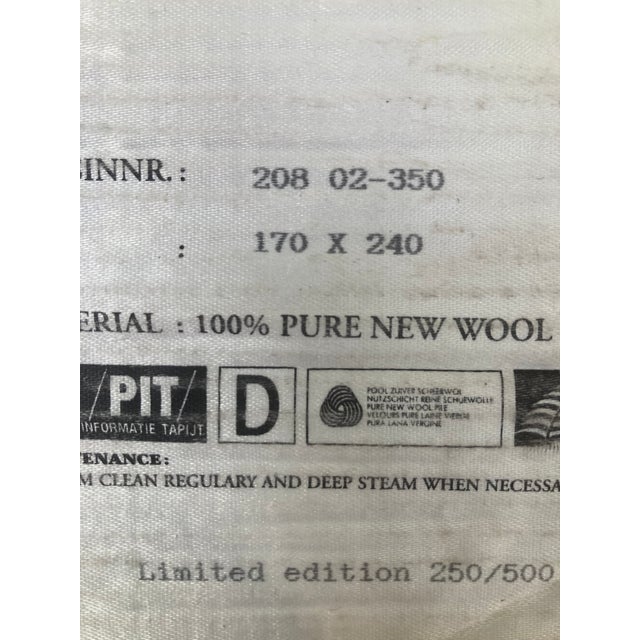 SINNR. : 208 02-350
: 170 X 240
ERIAL : 100% PURE NEW WOOL
/PIT/
INFORMATIE TAPIJT
D
POOL ZUIVER SCHEERWOL
NUTZSCHICHT REINE SCHURWOLLE
PURE NEW WOOL PILE
VELOURS PURE LAINE VIERGE
PURA LANA VERGINE
TENANCE:
M CLEAN REGULARY AND DEEP STEAM WHEN NECESSA
Limited edition 250/500